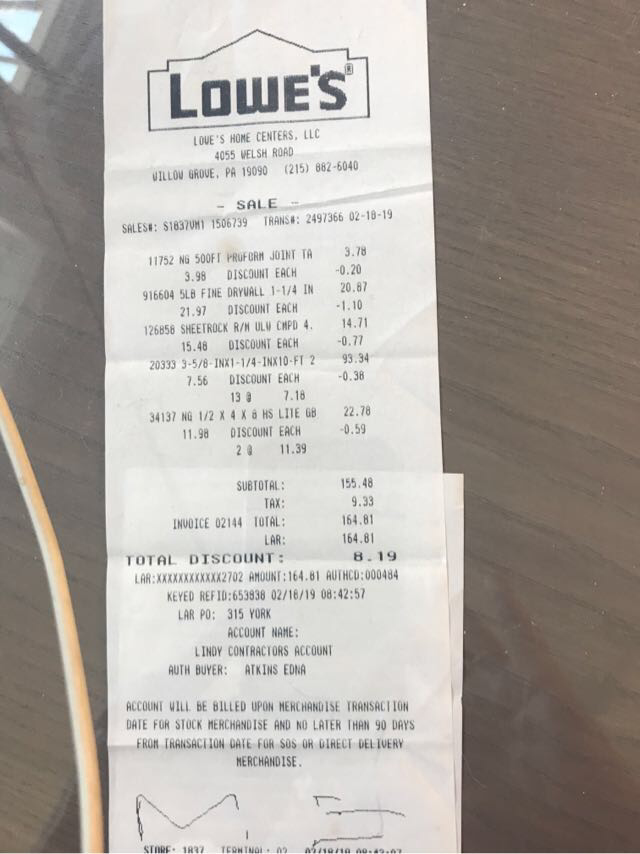 LOWE'S®
LOWE'S HOME CENTERS, LLC
4055 WELSH ROAD
WILLOW GROVE, PA 19090 (215) 882-6040
- SALE -
SALES#: S1837VM1 1506739 TRANS#: 2497366 02-18-19
11752 NG 500FT PROFORM JOINT TA 3.78
3.98 DISCOUNT EACH -0.20
916604 5LB FINE DRYWALL 1-1/4 IN 20.87
21.97 DISCOUNT EACH -1.10
126858 SHEETROCK R/M ULW CMPD 4. 14.71
15.48 DISCOUNT EACH -0.77
20333 3-5/8-INX1-1/4-INX10-FT 2 93.34
7.56 DISCOUNT EACH -0.38
13 @ 7.18
34137 NG 1/2 X 4 X 8 HS LITE GB 22.78
11.98 DISCOUNT EACH -0.59
2 @ 11.39
SUBTOTAL: 155.48
TAX: 9.33
INVOICE 02144 TOTAL: 164.81
LAR: 164.81
TOTAL DISCOUNT: 8.19
LAR:XXXXXXXXXXXX2702 AMOUNT:164.81 AUTHCD:000484
KEYED REFID:653838 02/18/19 08:42:57
LAR PO: 315 YORK
ACCOUNT NAME:
LINDY CONTRACTORS ACCOUNT
AUTH BUYER: ATKINS EDNA
ACCOUNT WILL BE BILLED UPON MERCHANDISE TRANSACTION
DATE FOR STOCK MERCHANDISE AND NO LATER THAN 90 DAYS
FROM TRANSACTION DATE FOR SOS OR DIRECT DELIVERY
MERCHANDISE.
STORE: 1837 TERMINAL: 02 02/18/19